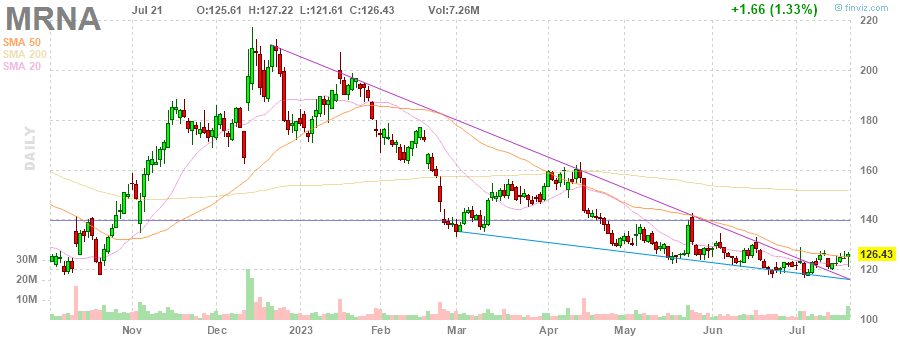 MRNA Jul 21 O:125.61 H:127.22 L:121.61 C:126.43 Vol:7.26M +1.66 (1.33%) © finviz.com
SMA 50
SMA 200
SMA 20
DAILY
220
200
180
160
140
126.43
120
100
30M
20M
10M
Nov Dec 2023 Feb Mar Apr May Jun Jul